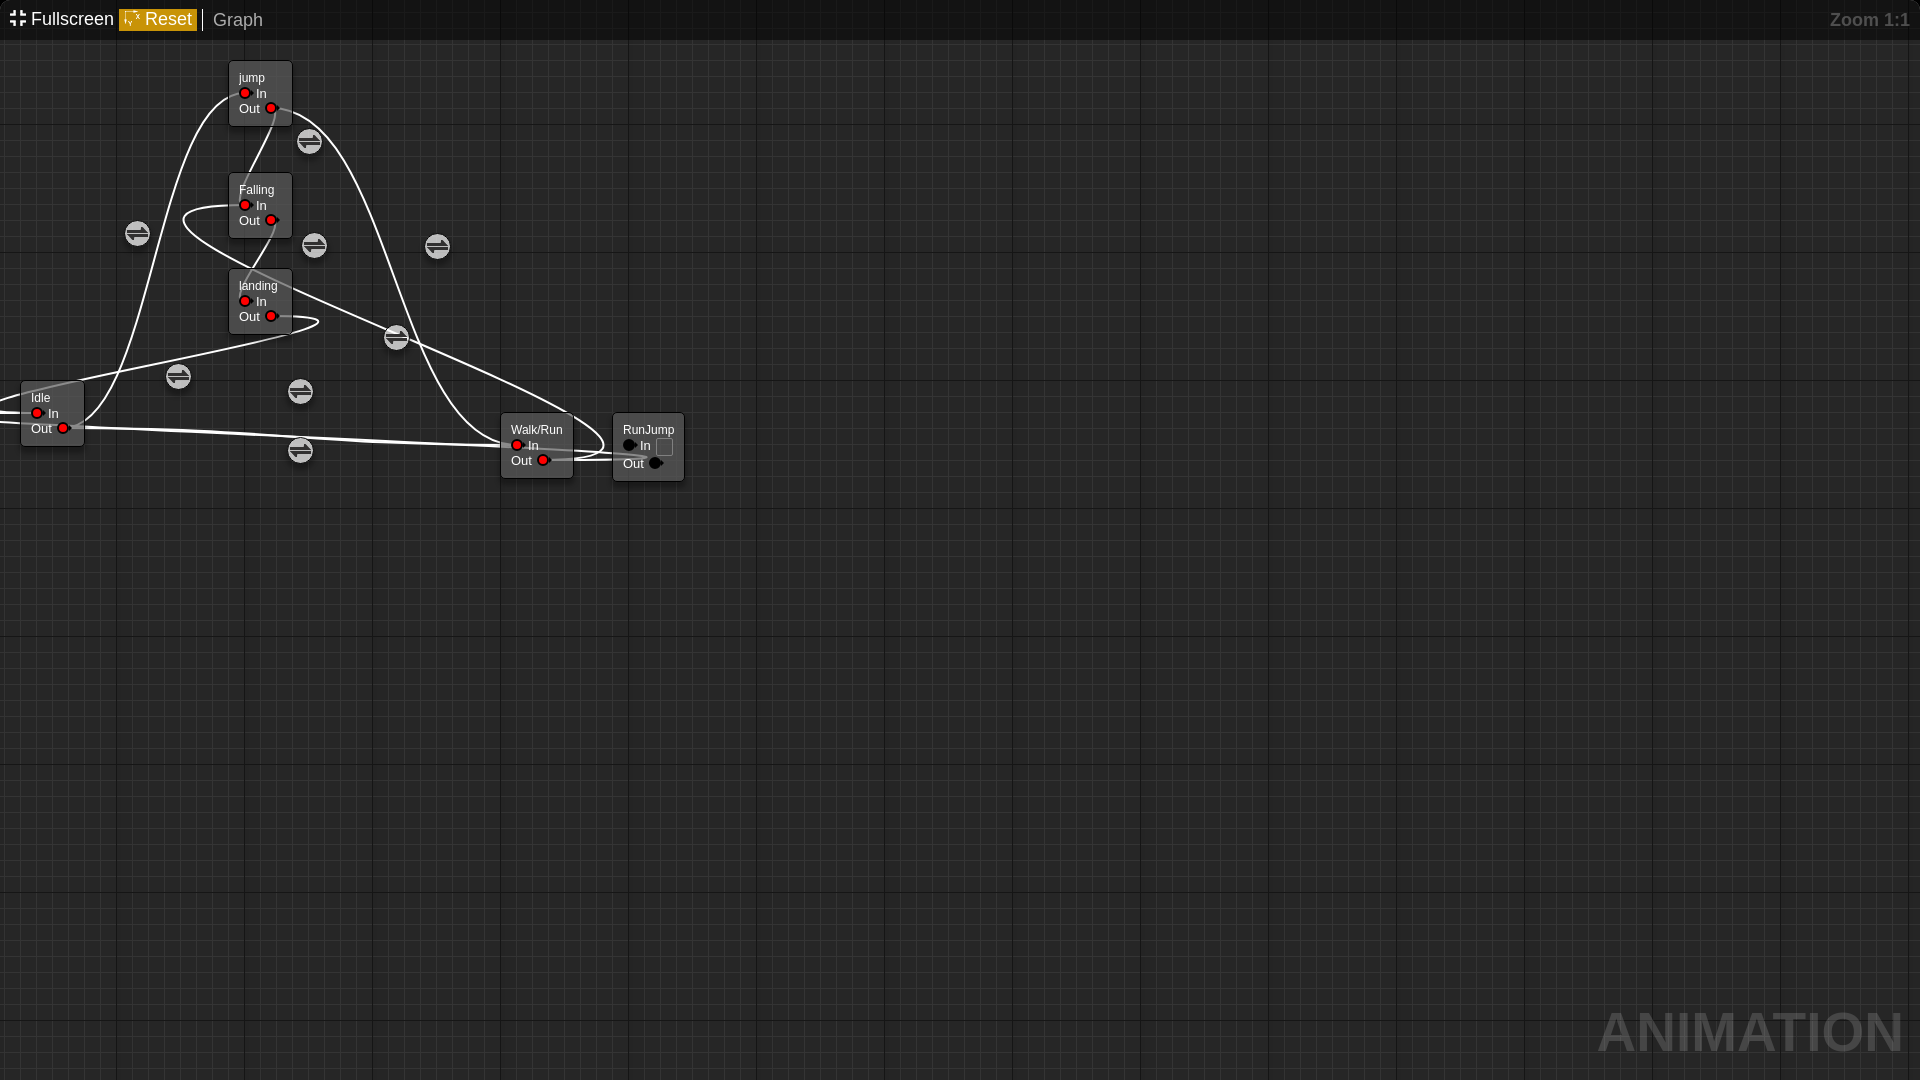 Fullscreen Reset Graph Zoom 1:1
jump
In
Out
Falling
In
Out
landing
In
Out
Idle
In
Out
Walk/Run
In
Out
RunJump
In
Out
ANIMATION